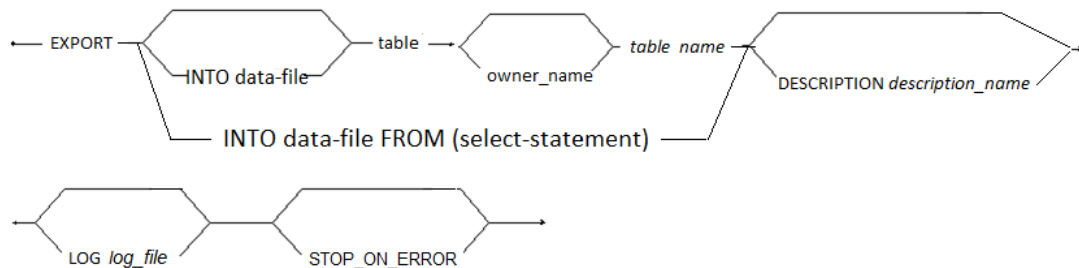 EXPORT table table name
INTO data-file owner_name DESCRIPTION description_name
INTO data-file FROM (select-statement)
LOG log_file STOP_ON_ERROR